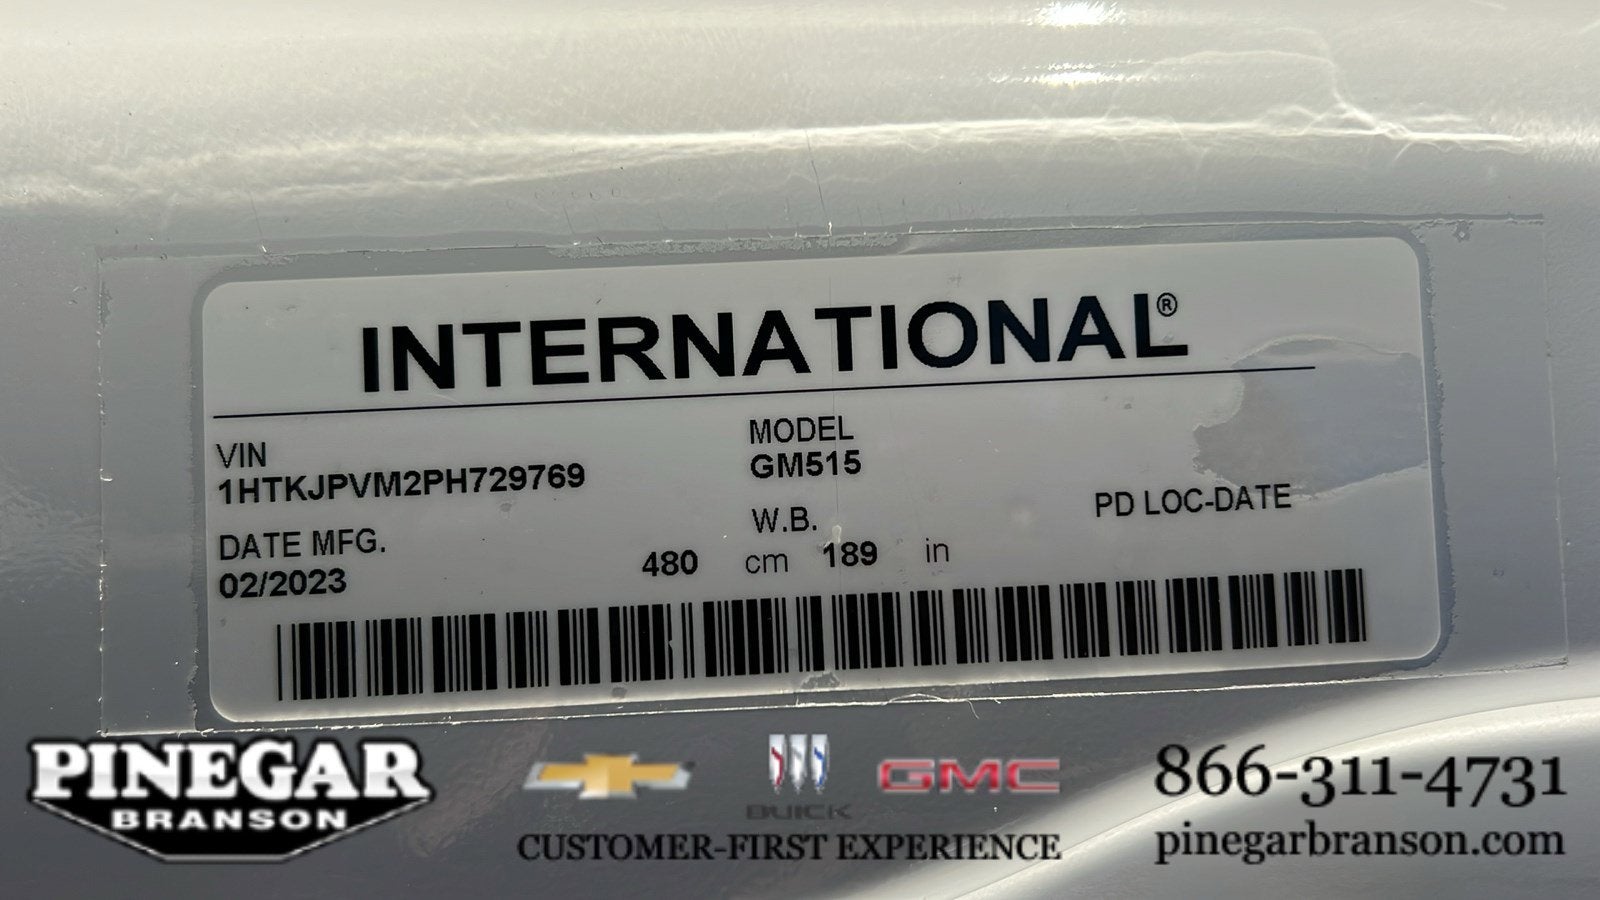 INTERNATIONAL®
VIN
1HTKJPVM2PH729769
MODEL
GM515
DATE MFG.
02/2023
W.B.
480 cm 189 in
PD LOC-DATE
PINEGAR
BRANSON
BUICK
GMC
CUSTOMER-FIRST EXPERIENCE
866-311-4731
pinegarbranson.com